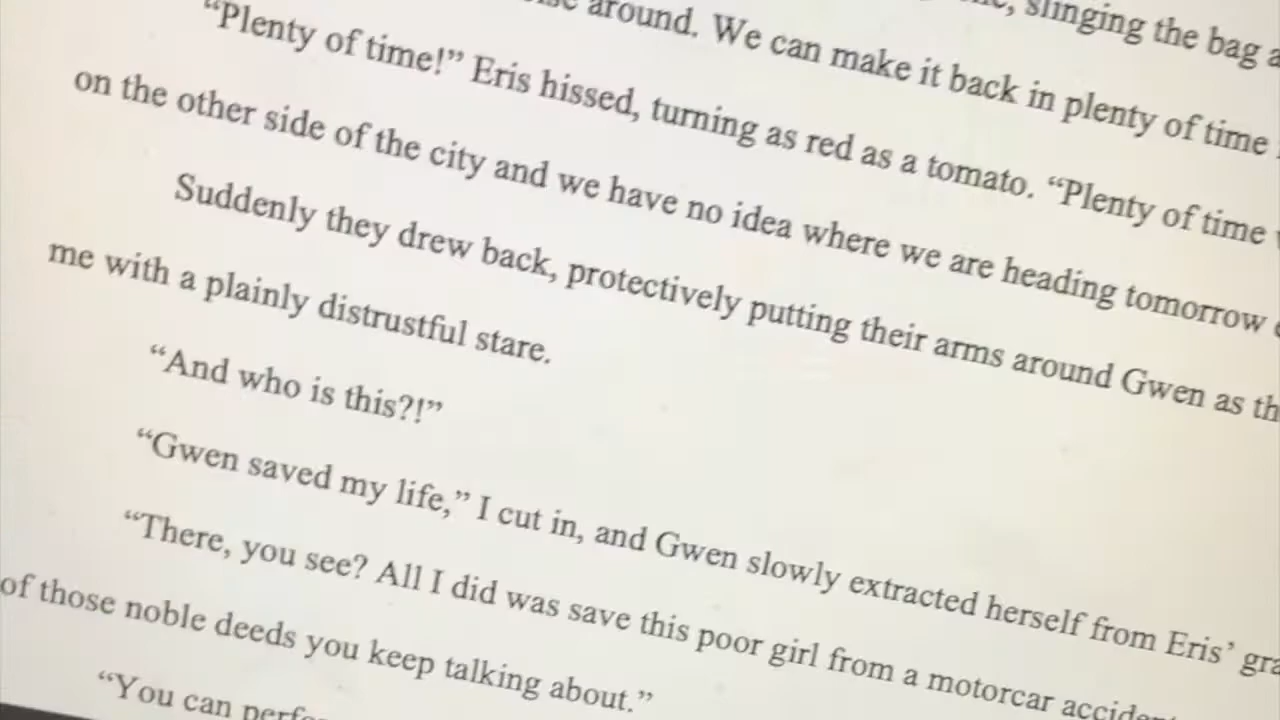 slinging the bag
around. We can make it back in plenty of time
“Plenty of time!” Eris hissed, turning as red as a tomato. “Plenty of time
on the other side of the city and we have no idea where we are heading tomorrow
Suddenly they drew back, protectively putting their arms around Gwen as
me with a plainly distrustful stare.
“And who is this?!”
“Gwen saved my life,” I cut in, and Gwen slowly extracted herself from Eris’
“There, you see? All I did was save this poor girl from a motorcar
of those noble deeds you keep talking about.”
“You can